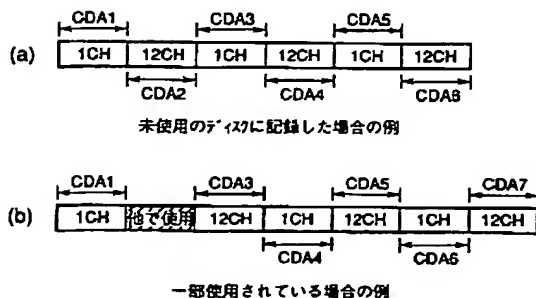 CDA1 CDA3 CDA5
(a) 1CH 12CH 1CH 12CH 1CH 12CH
CDA2 CDA4 CDA6
未使用のディスクに記録した場合の例
CDA1 CDA3 CDA5 CDA7
(b) 1CH 他で使用 12CH 1CH 12CH 1CH 12CH
CDA4 CDA6
一部使用されている場合の例